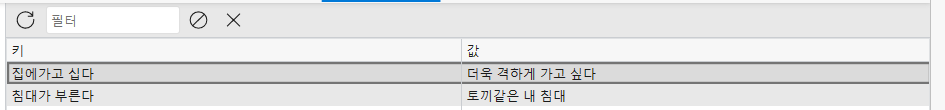 필터
키 값
집에가고 십다 더욱 격하게 가고 싶다
침대가 부른다 토끼같은 내 침대